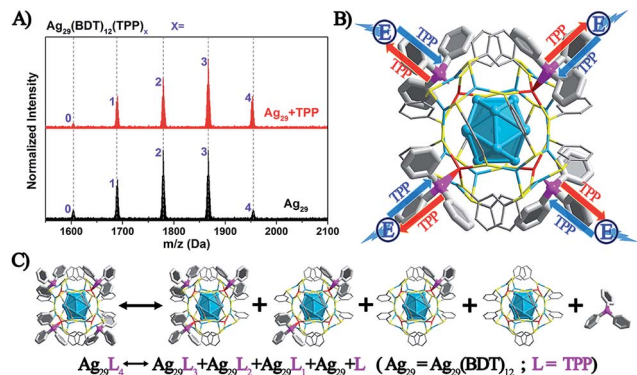 A)
Ag29(BDT)12(TPP)x X=
Normalized Intensity
0 1 2 3 4
Ag29+TPP
0 1 2 3 4
Ag29
1600 1700 1800 1900 2000 2100
m/z (Da)
B)
E TPP TPP TPP TPP E
E TPP TPP TPP TPP E
C)
+ + + +
Ag29L4⟷Ag29L3+Ag29L2+Ag29L1+Ag29+L ( Ag29=Ag29(BDT)12 ; L= TPP)